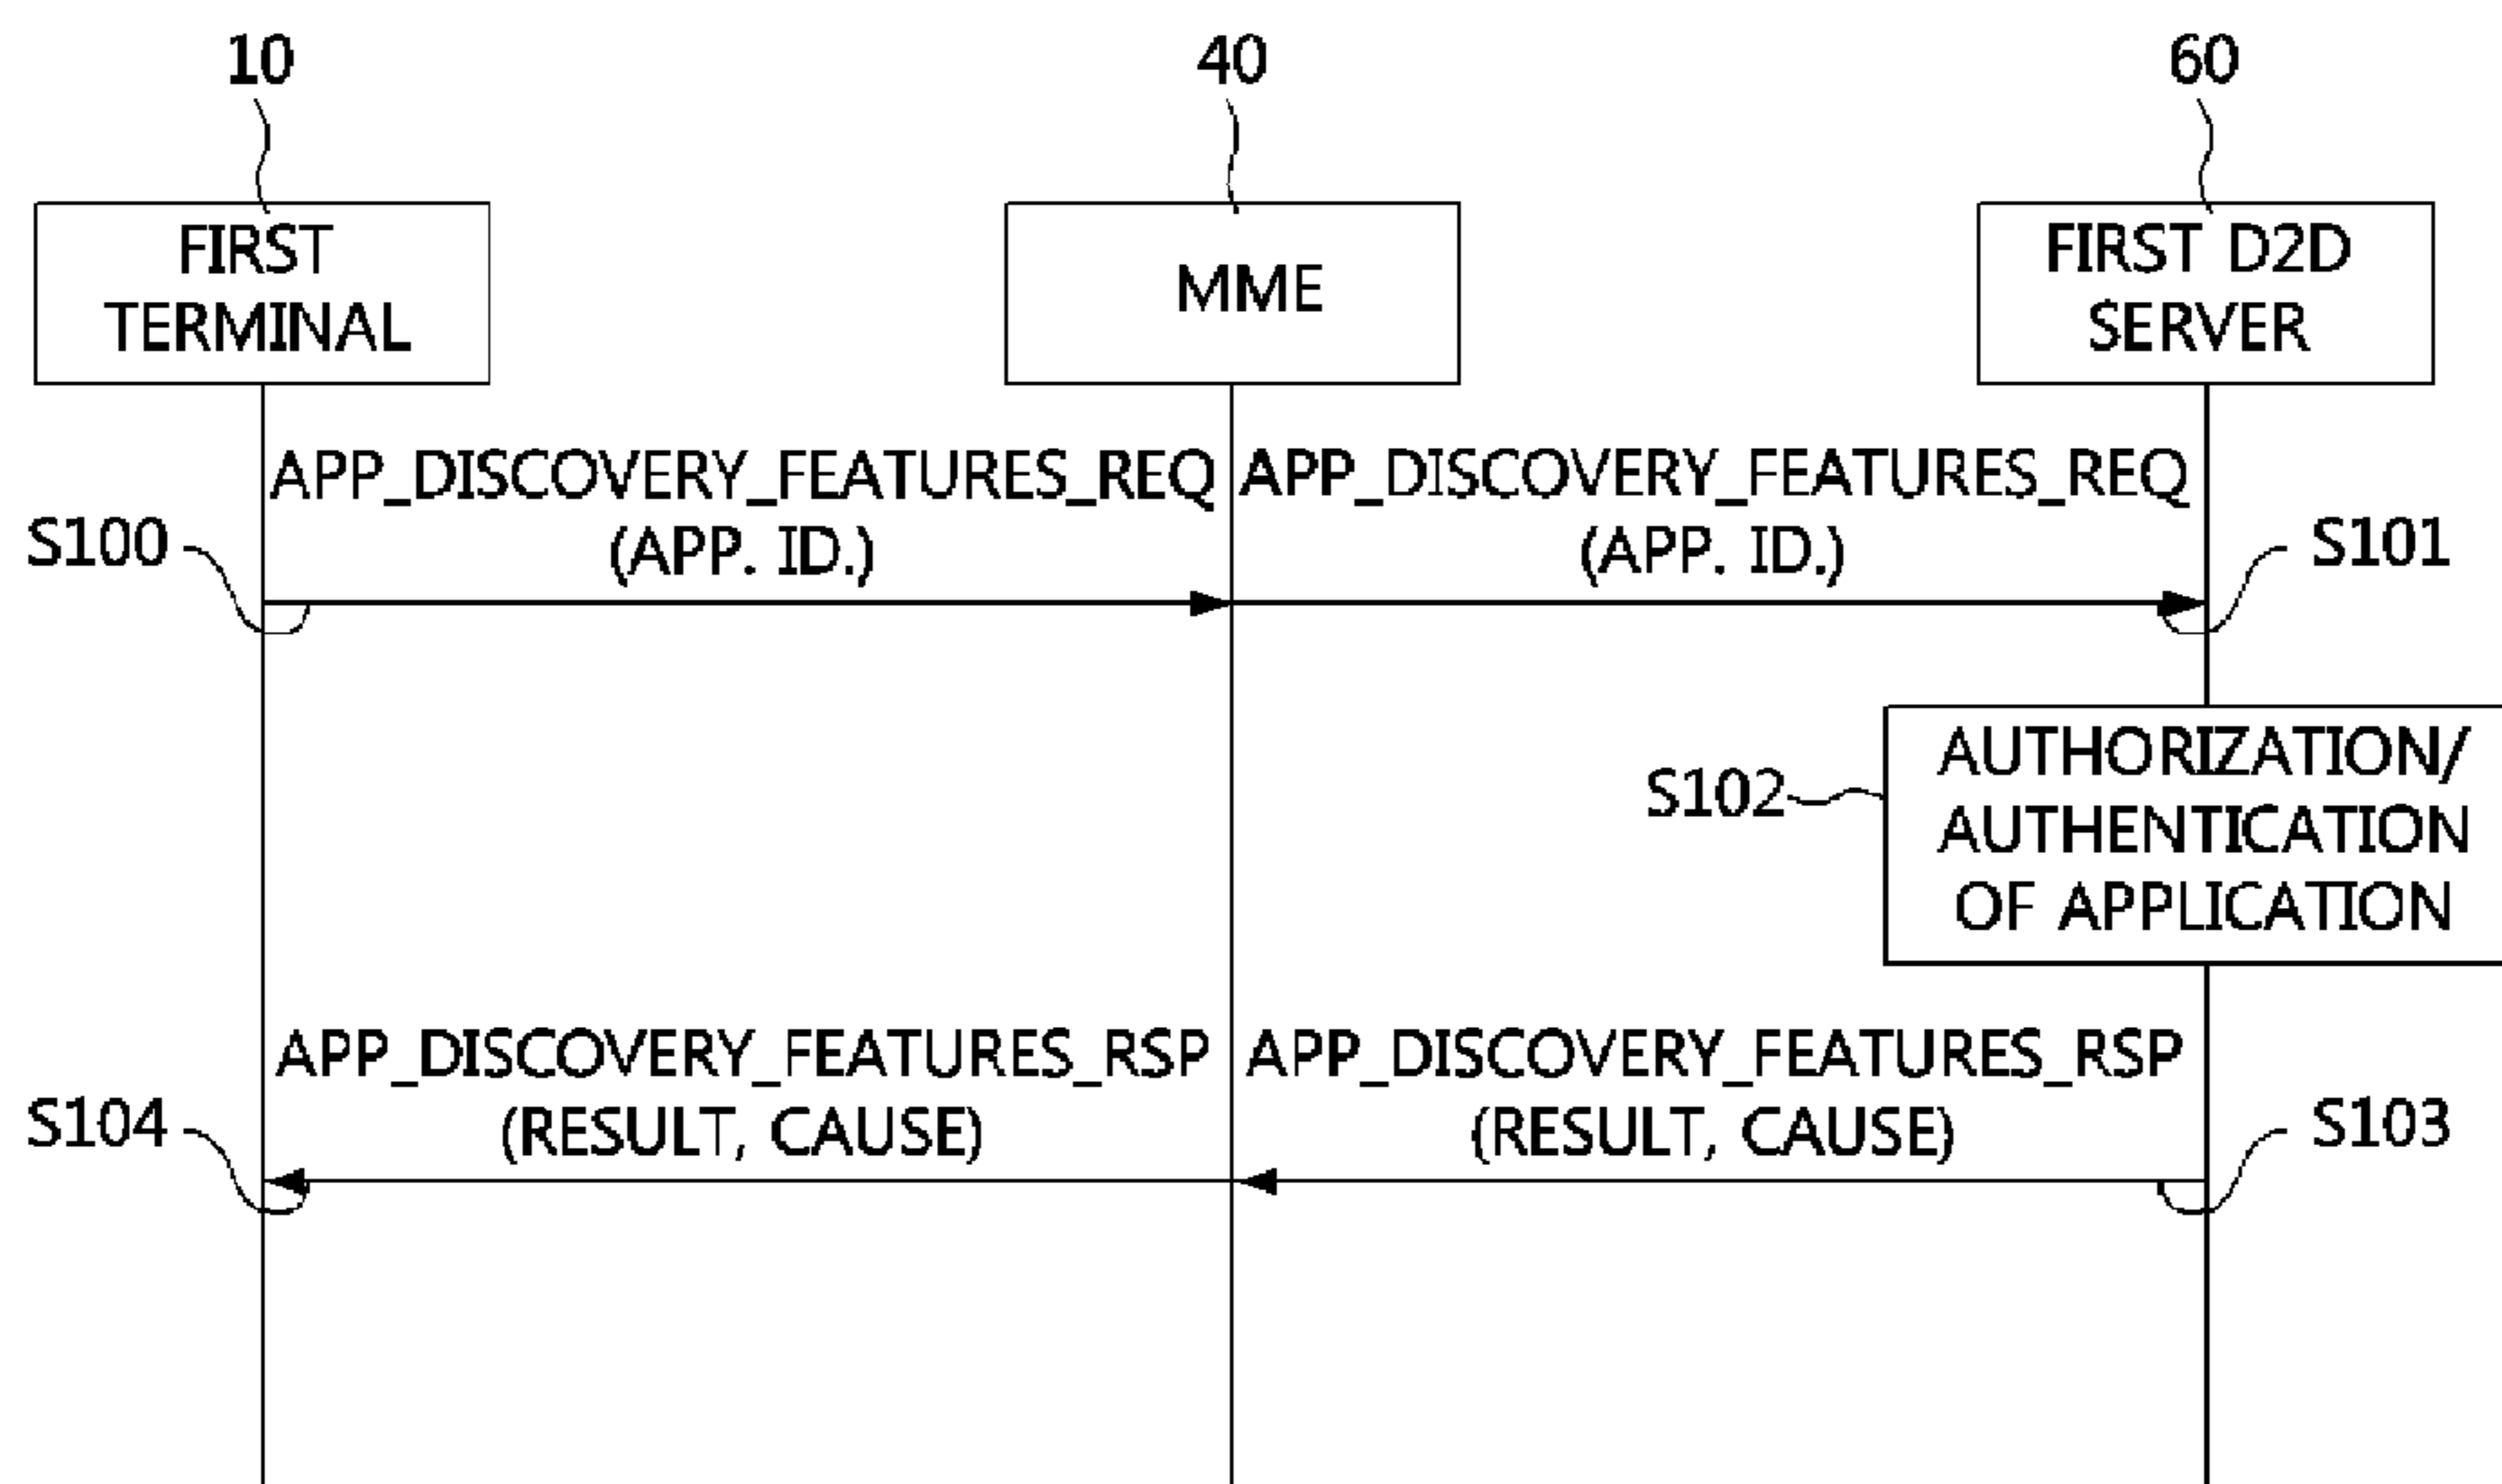 10
40
60
FIRST
TERMINAL
MME
FIRST D2D
SERVER
APP_DISCOVERY_FEATURES_REQ
(APP. ID.)
APP_DISCOVERY_FEATURES_REQ
(APP. ID.)
S100
S101
S102
AUTHORIZATION/
AUTHENTICATION
OF APPLICATION
APP_DISCOVERY_FEATURES_RSP
(RESULT, CAUSE)
APP_DISCOVERY_FEATURES_RSP
(RESULT, CAUSE)
S104
S103